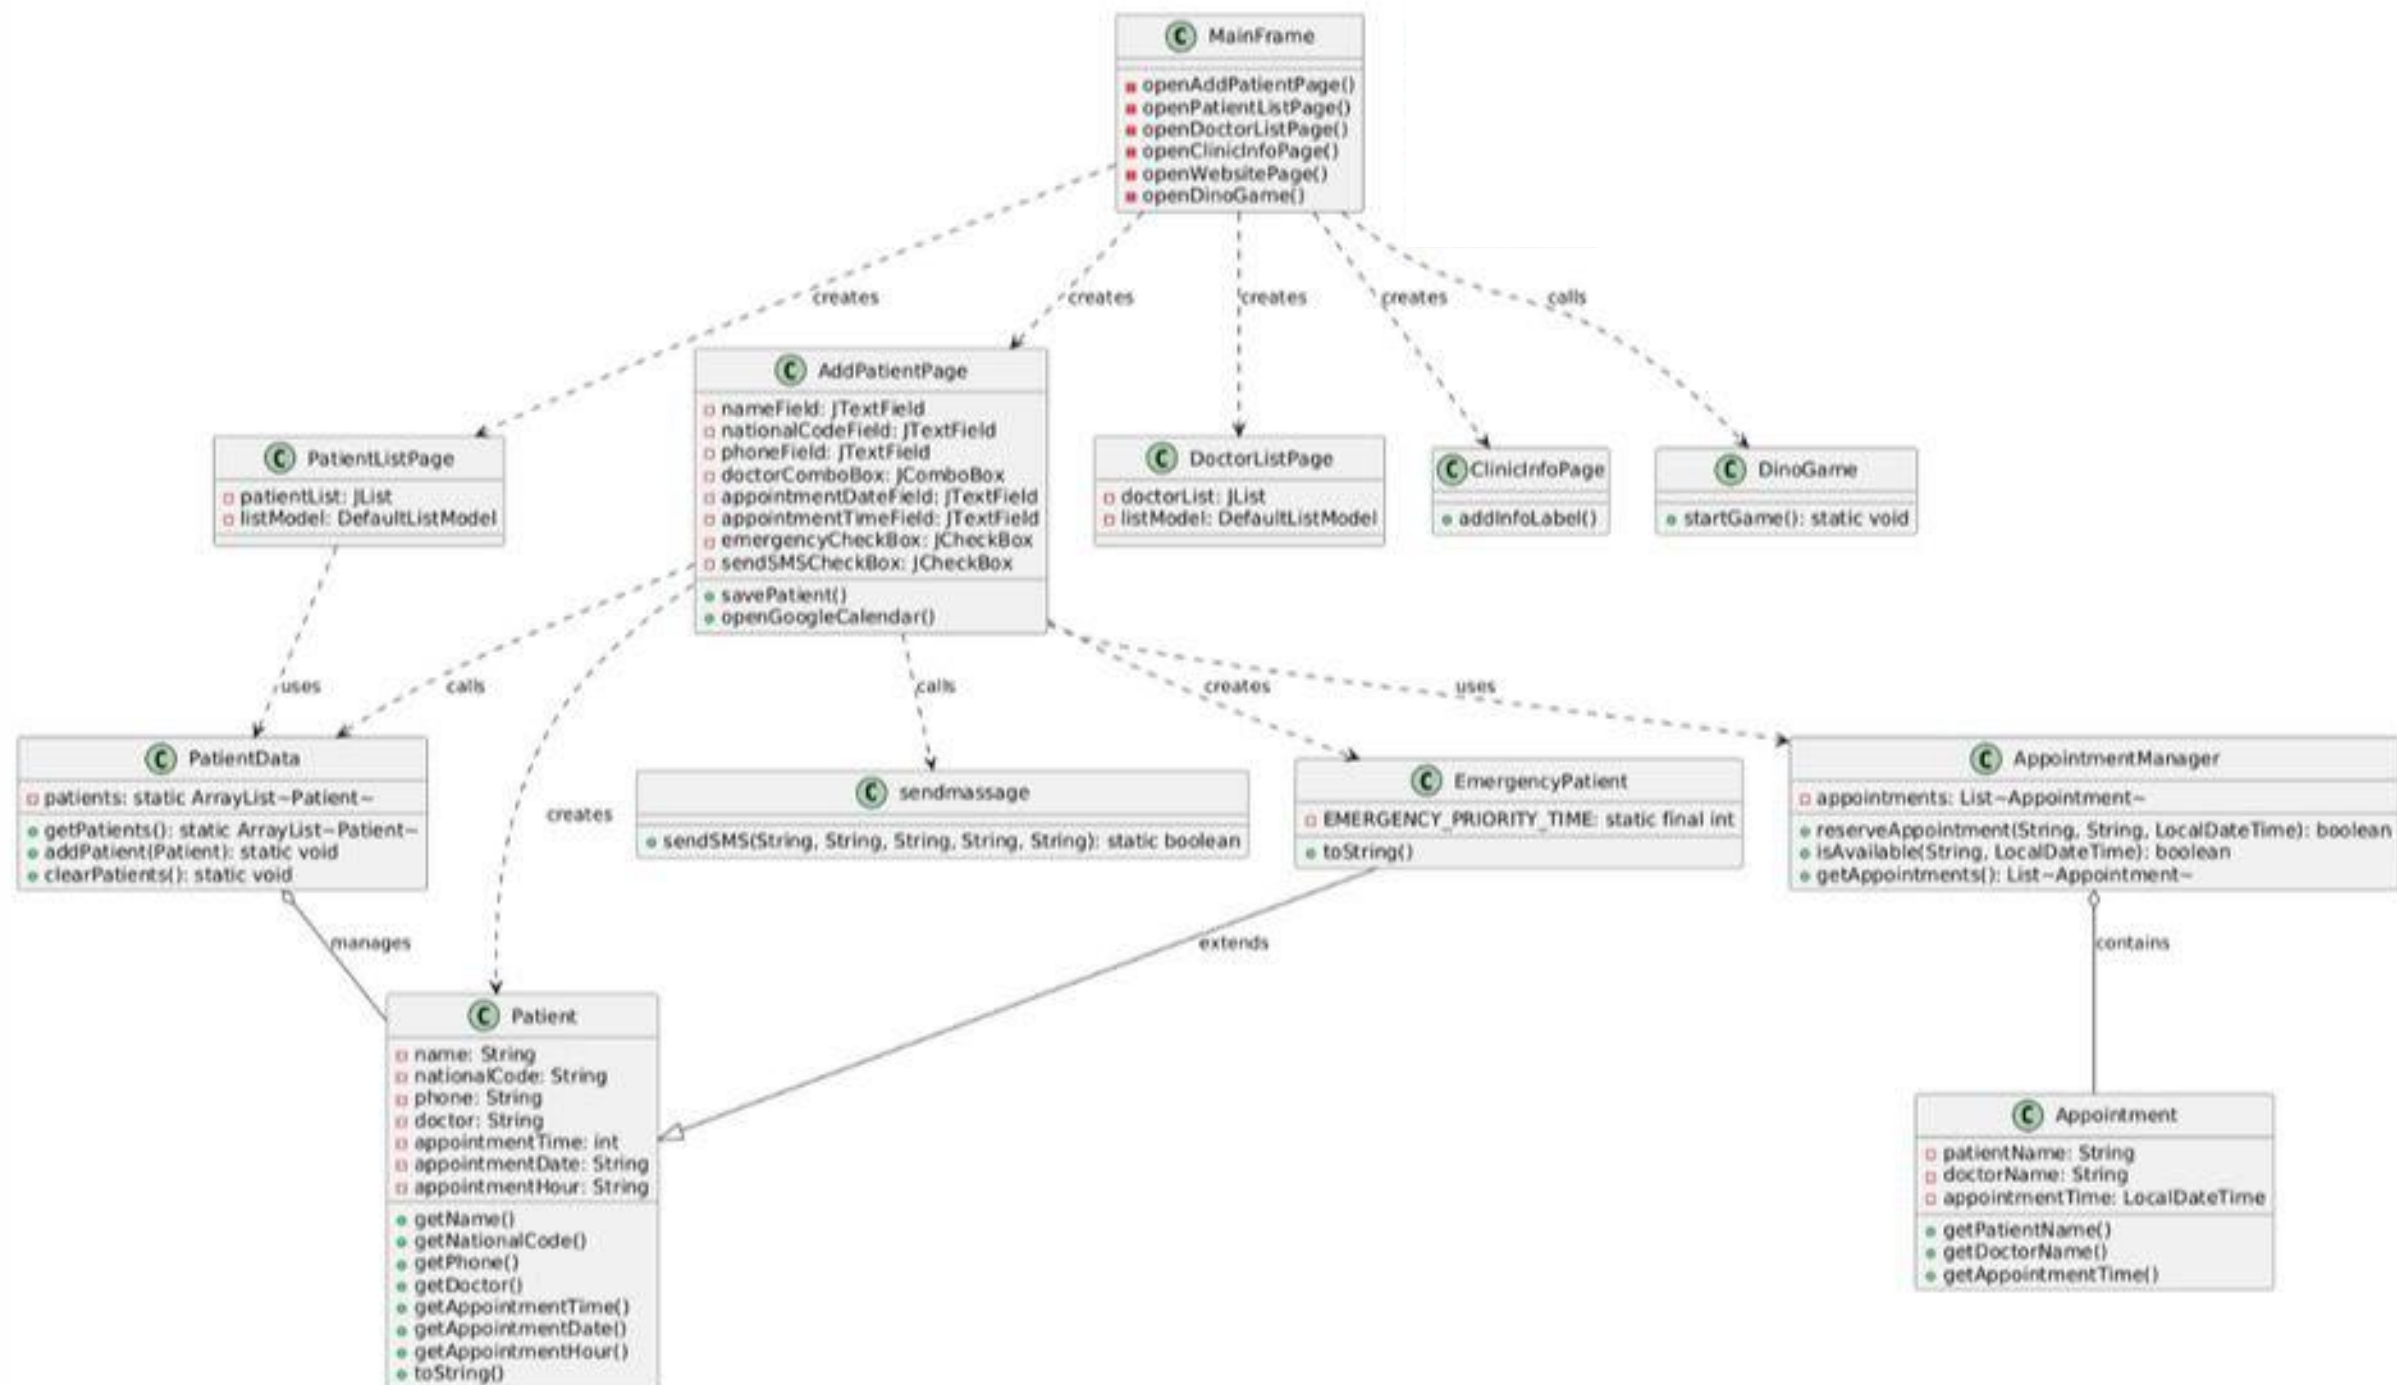 MainFrame
openAddPatientPage()
openPatientListPage()
openDoctorListPage()
openClinicInfoPage()
openWebsitePage()
openDinoGame()
creates
creates
creates
creates
calls
AddPatientPage
nameField: JTextField
nationalCodeField: JTextField
phoneField: JTextField
doctorComboBox: JComboBox
appointmentDateField: JTextField
appointmentTimeField: JTextField
emergencyCheckBox: JCheckBox
sendSMSCheckBox: JCheckBox
savePatient()
openGoogleCalendar()
PatientListPage
patientList: JList
listModel: DefaultListModel
DoctorListPage
doctorList: JList
listModel: DefaultListModel
ClinicInfoPage
addInfoLabel()
DinoGame
startGame(): static void
uses
calls
calls
creates
uses
creates
PatientData
patients: static ArrayList~Patient~
getPatients(): static ArrayList~Patient~
addPatient(Patient): static void
clearPatients(): static void
sendmassage
sendSMS(String, String, String, String, String): static boolean
EmergencyPatient
EMERGENCY_PRIORITY_TIME: static final int
toString()
AppointmentManager
appointments: List~Appointment~
reserveAppointment(String, String, LocalDateTime): boolean
isAvailable(String, LocalDateTime): boolean
getAppointments(): List~Appointment~
manages
extends
contains
Patient
name: String
nationalCode: String
phone: String
doctor: String
appointmentTime: int
appointmentDate: String
appointmentHour: String
getName()
getNationalCode()
getPhone()
getDoctor()
getAppointmentTime()
getAppointmentDate()
getAppointmentHour()
toString()
Appointment
patientName: String
doctorName: String
appointmentTime: LocalDateTime
getPatientName()
getDoctorName()
getAppointmentTime()